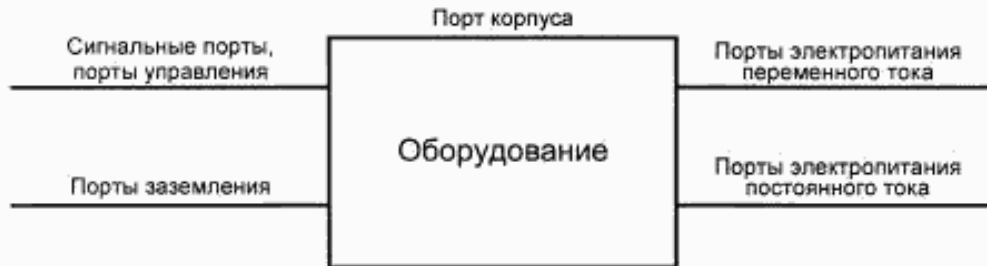 Порт корпуса
Сигнальные порты,
порты управления
Порты электропитания
переменного тока
Оборудование
Порты заземления
Порты электропитания
постоянного тока